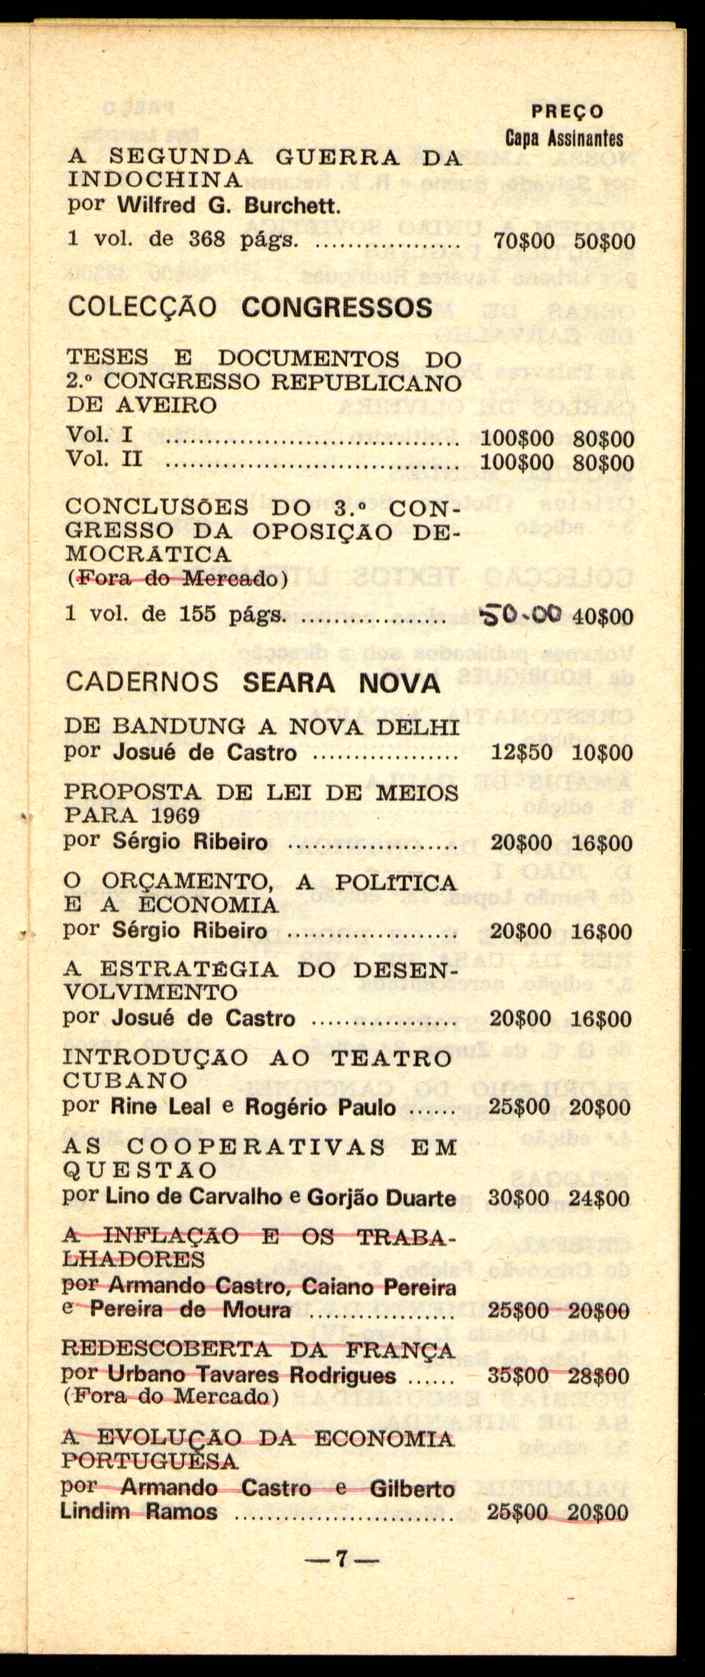 PREÇO
Capa Assinantes
A SEGUNDA GUERRA DA
INDOCHINA
por Wilfred G. Burchett.
1 vol. de 368 págs. .................. 70$00 50$00
COLECÇÃO CONGRESSOS
TESES E DOCUMENTOS DO
2.º CONGRESSO REPUBLICANO
DE AVEIRO
Vol. I .................................... 100$00 80$00
Vol. II .................................... 100$00 80$00
CONCLUSÕES DO 3.º CON-
GRESSO DA OPOSIÇÃO DE-
MOCRÁTICA
(Fora do Mercado)
1 vol. de 155 págs. .................. 50.00 40$00
CADERNOS SEARA NOVA
DE BANDUNG A NOVA DELHI
por Josué de Castro .................. 12$50 10$00
PROPOSTA DE LEI DE MEIOS
PARA 1969
por Sérgio Ribeiro ..................... 20$00 16$00
O ORÇAMENTO, A POLÍTICA
E A ECONOMIA
por Sérgio Ribeiro ..................... 20$00 16$00
A ESTRATÉGIA DO DESEN-
VOLVIMENTO
por Josué de Castro .................. 20$00 16$00
INTRODUÇÃO AO TEATRO
CUBANO
por Rine Leal e Rogério Paulo ...... 25$00 20$00
AS COOPERATIVAS EM
QUESTÃO
por Lino de Carvalho e Gorjão Duarte 30$00 24$00
A INFLAÇÃO E OS TRABA-
LHADORES
por Armando Castro, Caiano Pereira
e Pereira de Moura .................. 25$00 20$00
REDESCOBERTA DA FRANÇA
por Urbano Tavares Rodrigues ...... 35$00 28$00
(Fora do Mercado)
A EVOLUÇÃO DA ECONOMIA
PORTUGUESA
por Armando Castro e Gilberto
Lindim Ramos ........................... 25$00 20$00
— 7 —